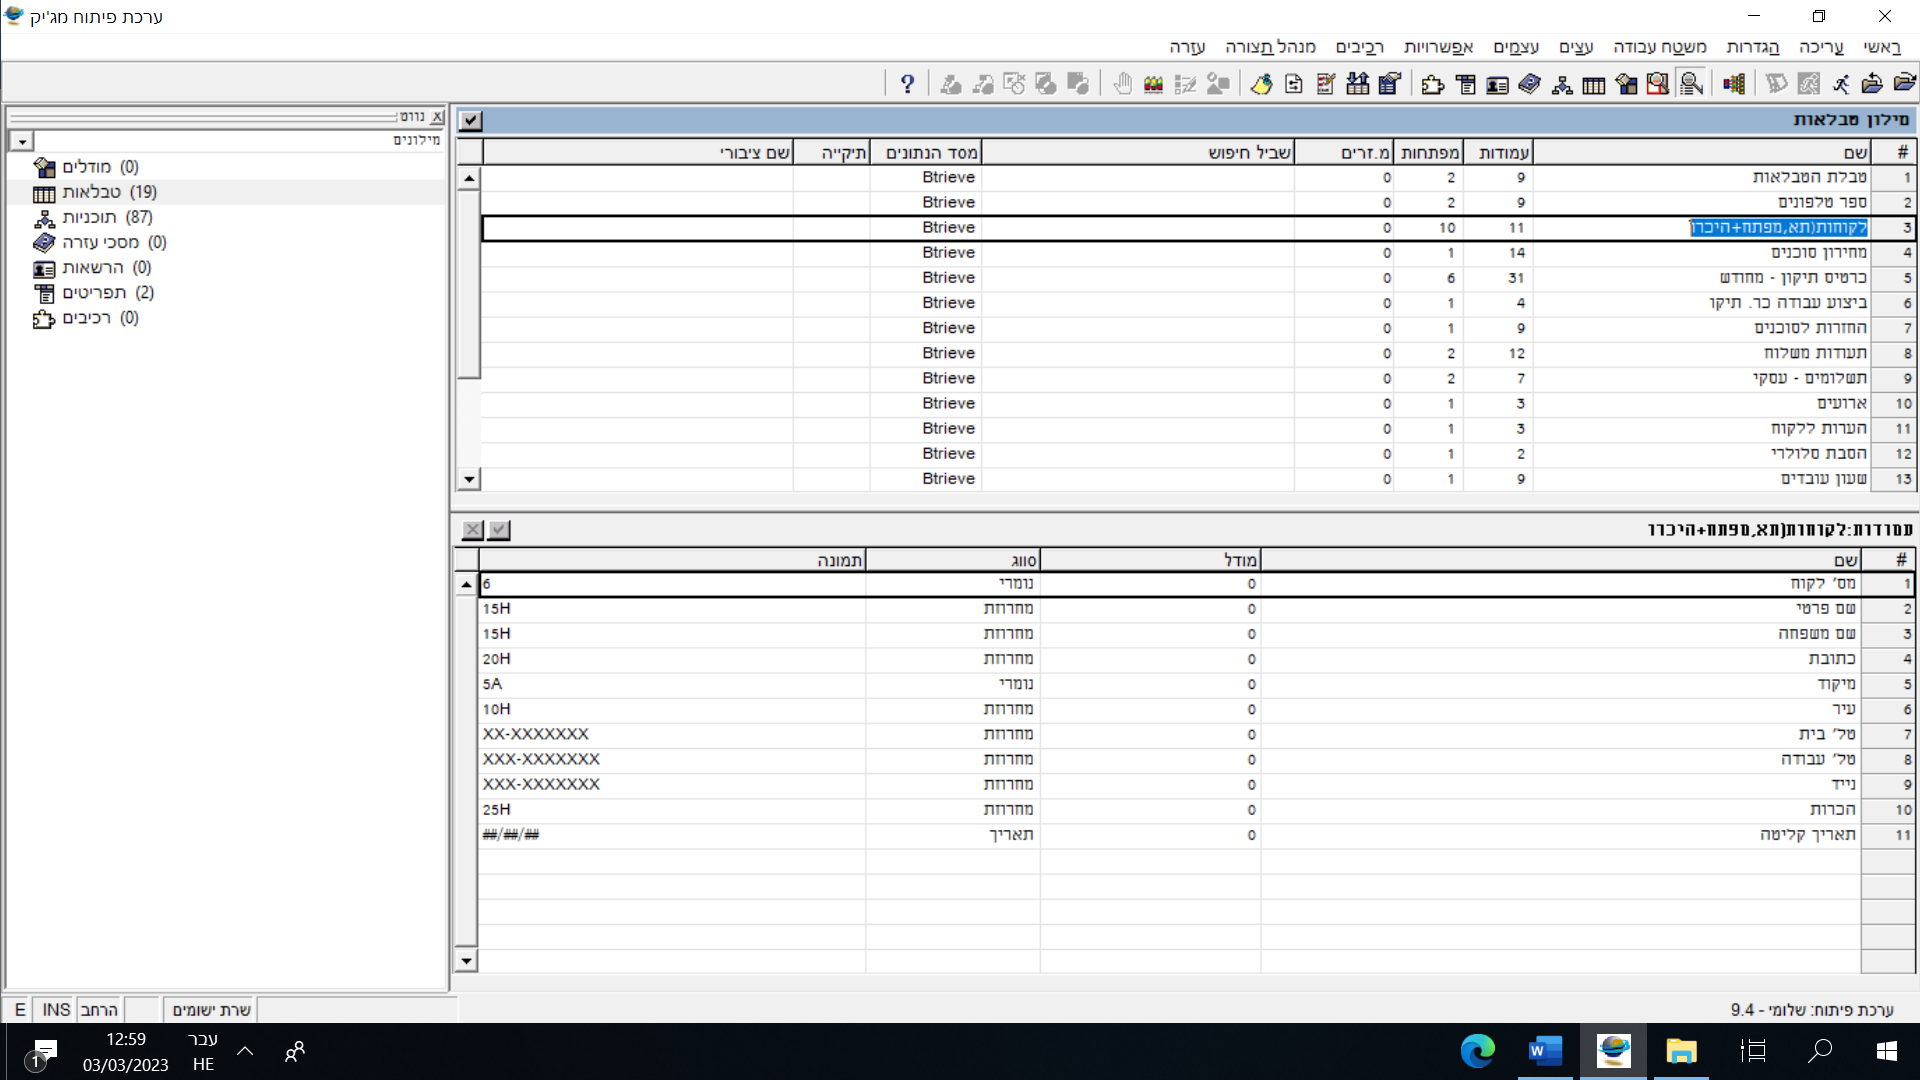 ערכת פיתוח מג'יק
ראשי עריכה הגדרות משטח עבודה עצים עצמים אפשרויות רכיבים מנהל תצורה עזרה
נווט
מילונים
מודלים (0)
טבלאות (19)
תוכניות (87)
מסכי עזרה (0)
הרשאות (0)
תפריטים (2)
רכיבים (0)
מילון טבלאות
# שם עמודות מפתחות מ.זרים שביל חיפוש מסד הנתונים תיקייה שם ציבורי
1 טבלת הטבלאות 9 2 0 Btrieve
2 ספר טלפונים 9 2 0 Btrieve
3 לקוחות(תא,מפתח+היכרו 11 10 0 Btrieve
4 מחירון סוכנים 14 1 0 Btrieve
5 כרטיס תיקון - מחודש 31 6 0 Btrieve
6 ביצוע עבודה כר. תיקו 4 1 0 Btrieve
7 החזרות לסוכנים 9 1 0 Btrieve
8 תעודות משלוח 12 2 0 Btrieve
9 תשלומים - עסקי 7 2 0 Btrieve
10 ארועים 3 1 0 Btrieve
11 הערות ללקוח 3 1 0 Btrieve
12 הסבת סלולרי 2 1 0 Btrieve
13 שעון עובדים 9 1 0 Btrieve
עמודות:לקוחות(תא,מפתח+היכרו
# שם מודל סווג תמונה
1 מס' לקוח 0 נומרי 6
2 שם פרטי 0 מחרוזת 15H
3 שם משפחה 0 מחרוזת 15H
4 כתובת 0 מחרוזת 20H
5 מיקוד 0 נומרי 5A
6 עיר 0 מחרוזת 10H
7 טל' בית 0 מחרוזת XX-XXXXXXX
8 טל' עבודה 0 מחרוזת XXX-XXXXXXX
9 נייד 0 מחרוזת XXX-XXXXXXX
10 הכרות 0 מחרוזת 25H
11 תאריך קליטה 0 תאריך ##/##/##
ערכת פיתוח: שלומי - 9.4
שרת ישומים הרחב INS E
עבר
HE
12:59
03/03/2023
1